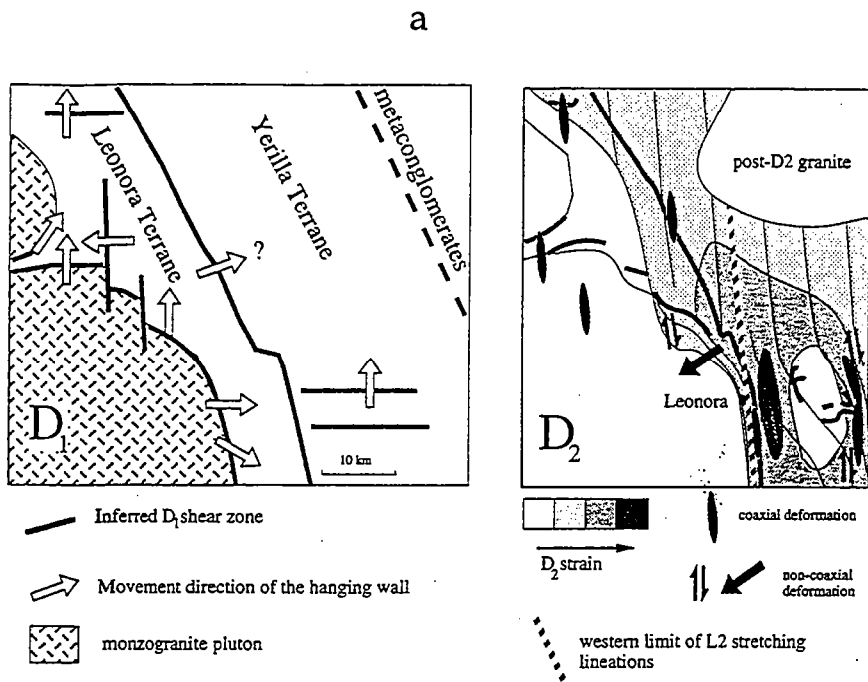 a
Leonora Terrane
Yerilla Terrane
metaconglomerates
?
D1
10 km
post-D2 granite
Leonora
D2
Inferred D1 shear zone
Movement direction of the hanging wall
monzogranite pluton
D2 strain
coaxial deformation
non-coaxial
deformation
western limit of L2 stretching
lineations